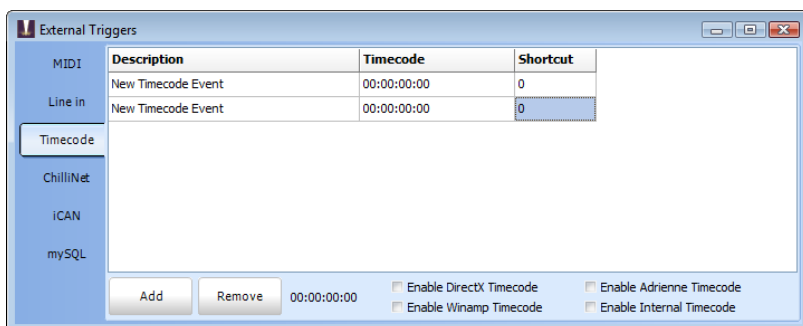 External Triggers
MIDI
Line in
Timecode
ChilliNet
iCAN
mySQL
Description Timecode Shortcut
New Timecode Event 00:00:00:00 0
New Timecode Event 00:00:00:00 0
Add Remove 00:00:00:00
Enable DirectX Timecode Enable Adrienne Timecode
Enable Winamp Timecode Enable Internal Timecode